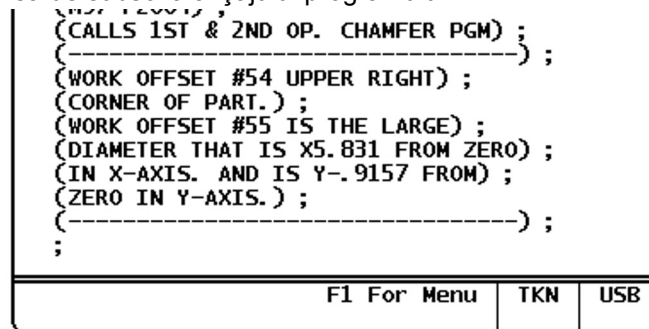 (CALLS 1ST & 2ND OP. CHAMFER PGM) ;
(----------------------------------) ;
(WORK OFFSET #54 UPPER RIGHT) ;
(CORNER OF PART.) ;
(WORK OFFSET #55 IS THE LARGE) ;
(DIAMETER THAT IS X5.831 FROM ZERO) ;
(IN X-AXIS. AND IS Y-.9157 FROM) ;
(ZERO IN Y-AXIS.) ;
(----------------------------------) ;
;
F1 For Menu TKN USB